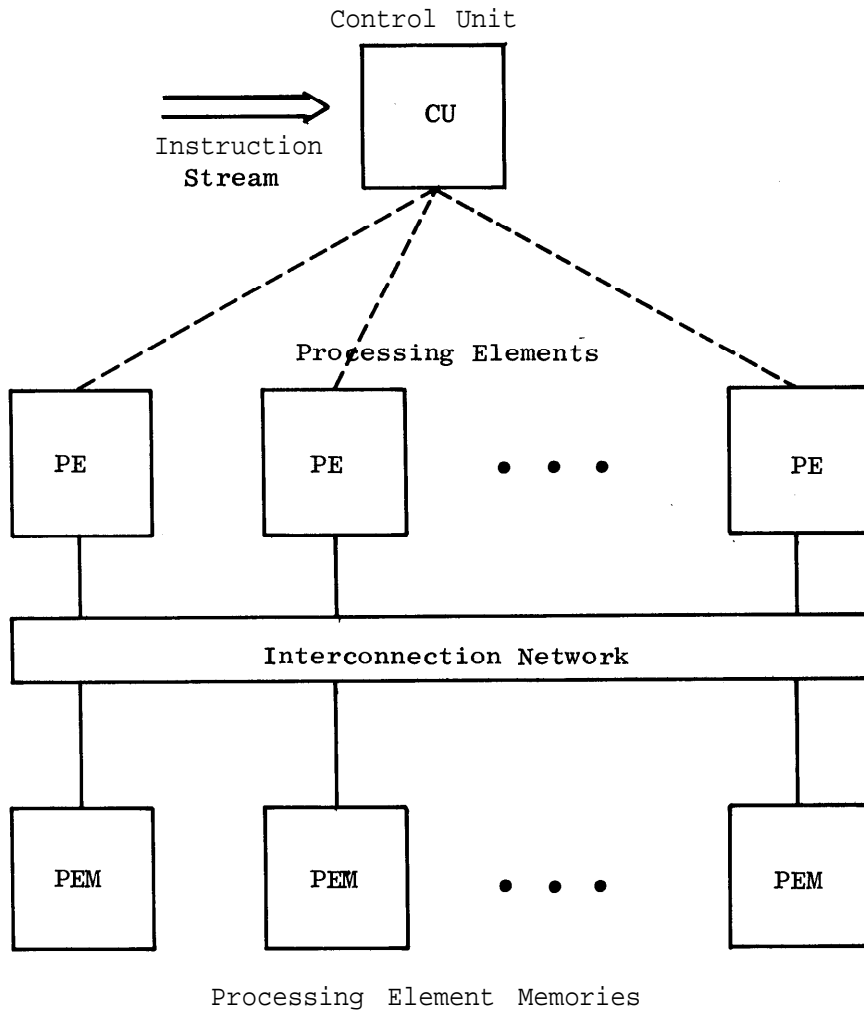 Control Unit
CU
Instruction
Stream
Processing Elements
PE
PE
PE
Interconnection Network
PEM
PEM
PEM
Processing Element Memories